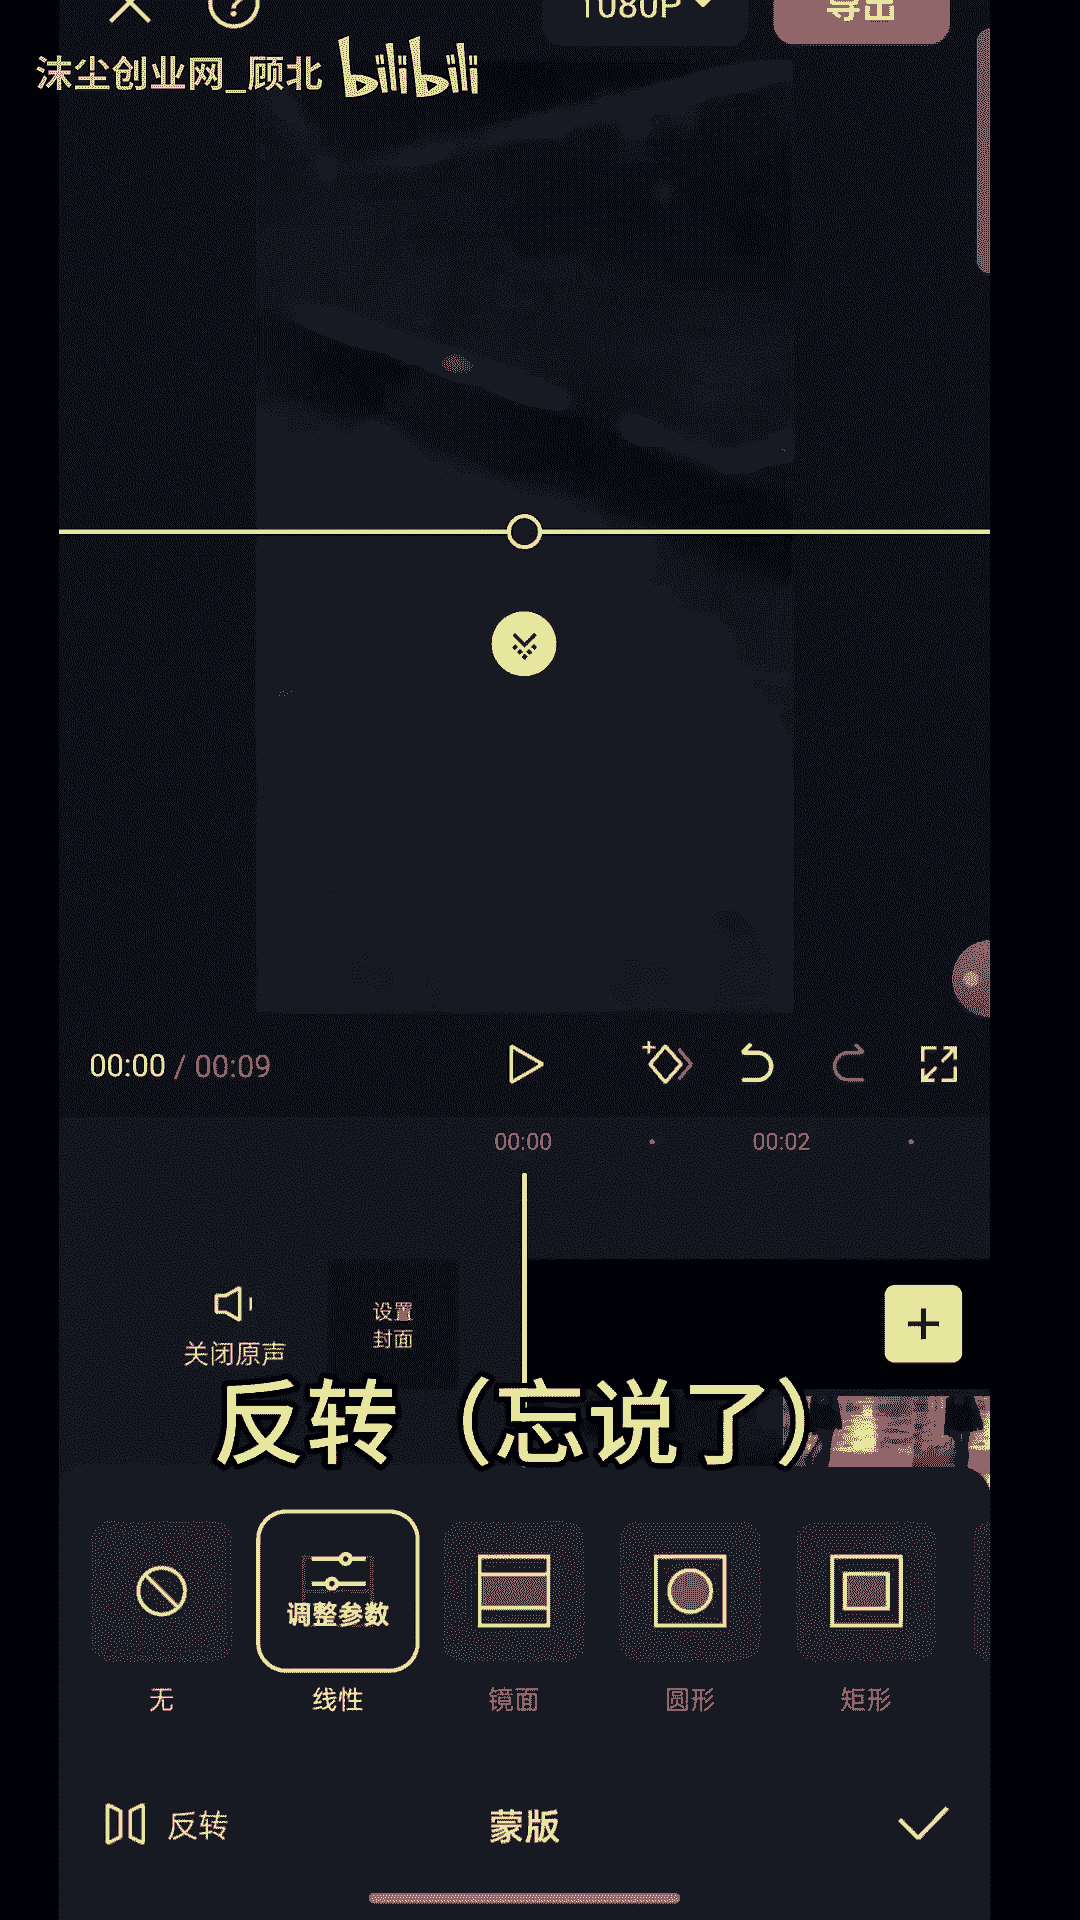 1080P
导出
沫尘创业网_顾北 bilibili
00:00 / 00:09
00:00
00:02
关闭原声
设置
封面
反转（忘说了）
调整参数
无
线性
镜面
圆形
矩形
反转
蒙版